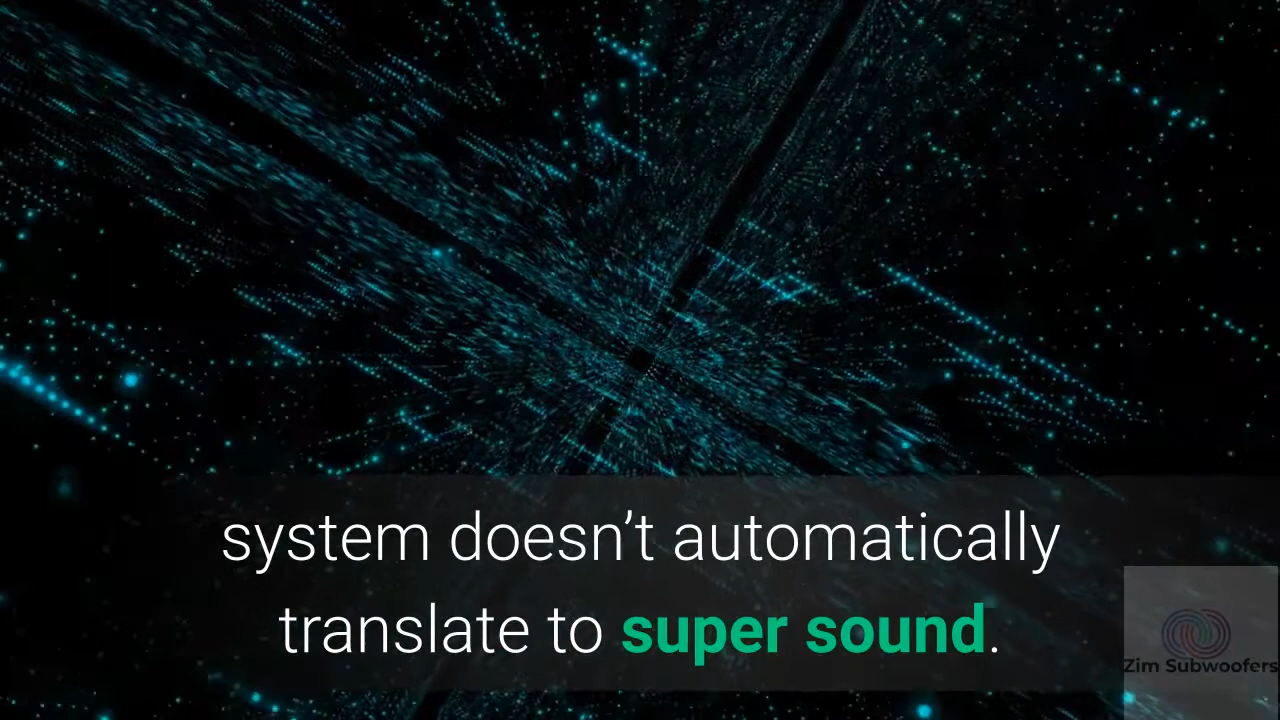 system doesn’t automatically
translate to super sound.
Zim Subwoofers